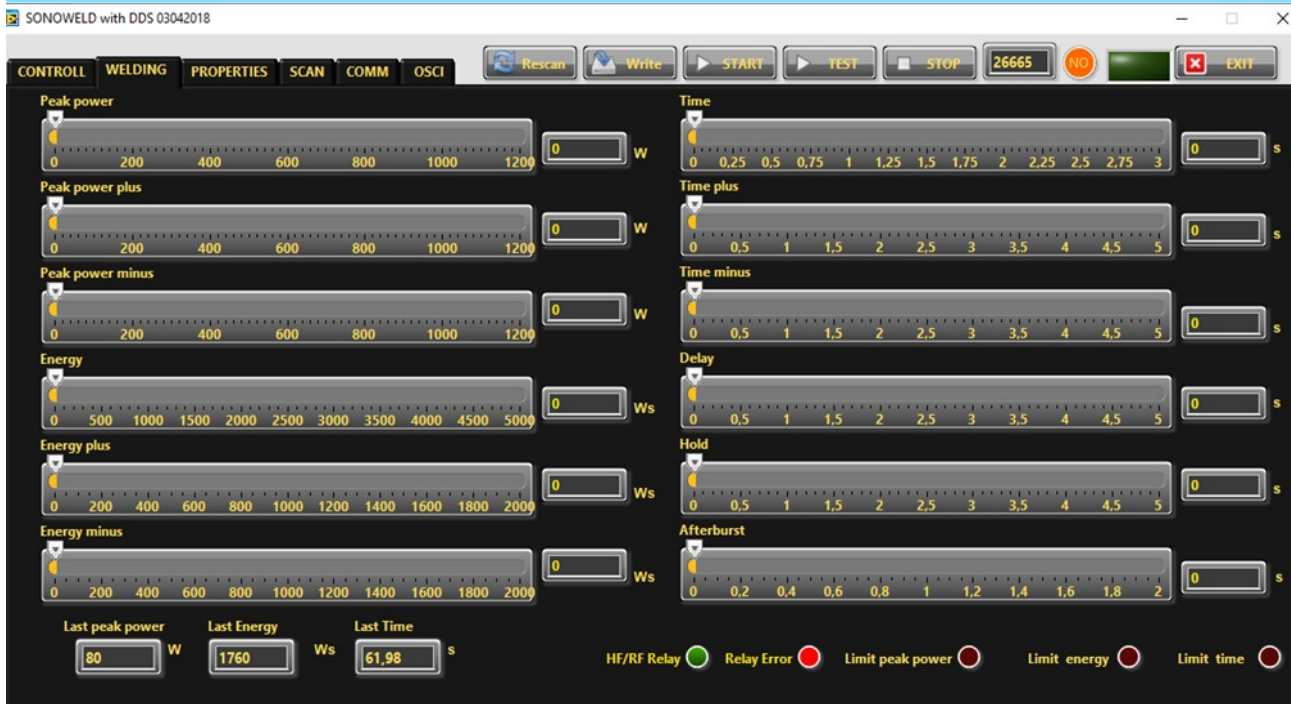 SONOWELD with DDS 03042018
CONTROLL WELDING PROPERTIES SCAN COMM OSCI Rescan Write START TEST STOP 26665 NO EXIT
Peak power
0 200 400 600 800 1000 1200
0 W
Time
0 0,25 0,5 0,75 1 1,25 1,5 1,75 2 2,25 2,5 2,75 3
0 s
Peak power plus
0 200 400 600 800 1000 1200
0 W
Time plus
0 0,5 1 1,5 2 2,5 3 3,5 4 4,5 5
0 s
Peak power minus
0 200 400 600 800 1000 1200
0 W
Time minus
0 0,5 1 1,5 2 2,5 3 3,5 4 4,5 5
0 s
Energy
0 500 1000 1500 2000 2500 3000 3500 4000 4500 5000
0 Ws
Delay
0 0,5 1 1,5 2 2,5 3 3,5 4 4,5 5
0 s
Energy plus
0 200 400 600 800 1000 1200 1400 1600 1800 2000
0 Ws
Hold
0 0,5 1 1,5 2 2,5 3 3,5 4 4,5 5
0 s
Energy minus
0 200 400 600 800 1000 1200 1400 1600 1800 2000
0 Ws
Afterburst
0 0,2 0,4 0,6 0,8 1 1,2 1,4 1,6 1,8 2
0 s
Last peak power Last Energy Last Time
80 W 1760 Ws 61,98 s
HF/RF Relay Relay Error Limit peak power Limit energy Limit time